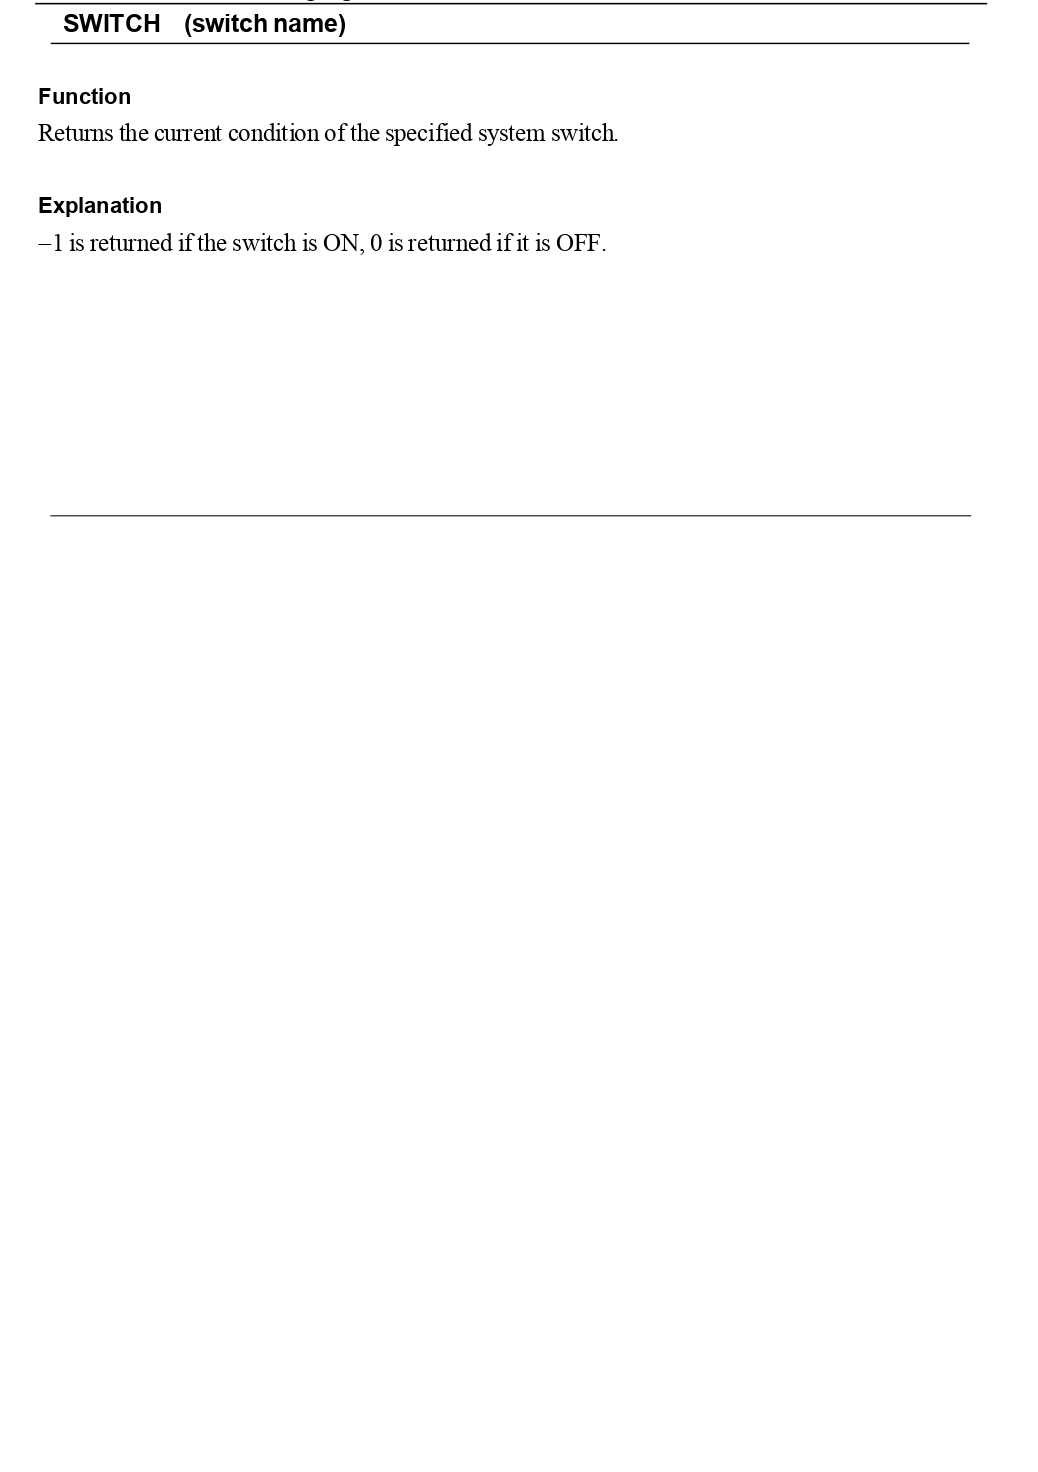 SWITCH (switch name)
Function
Returns the current condition of the specified system switch.
Explanation
–1 is returned if the switch is ON, 0 is returned if it is OFF.